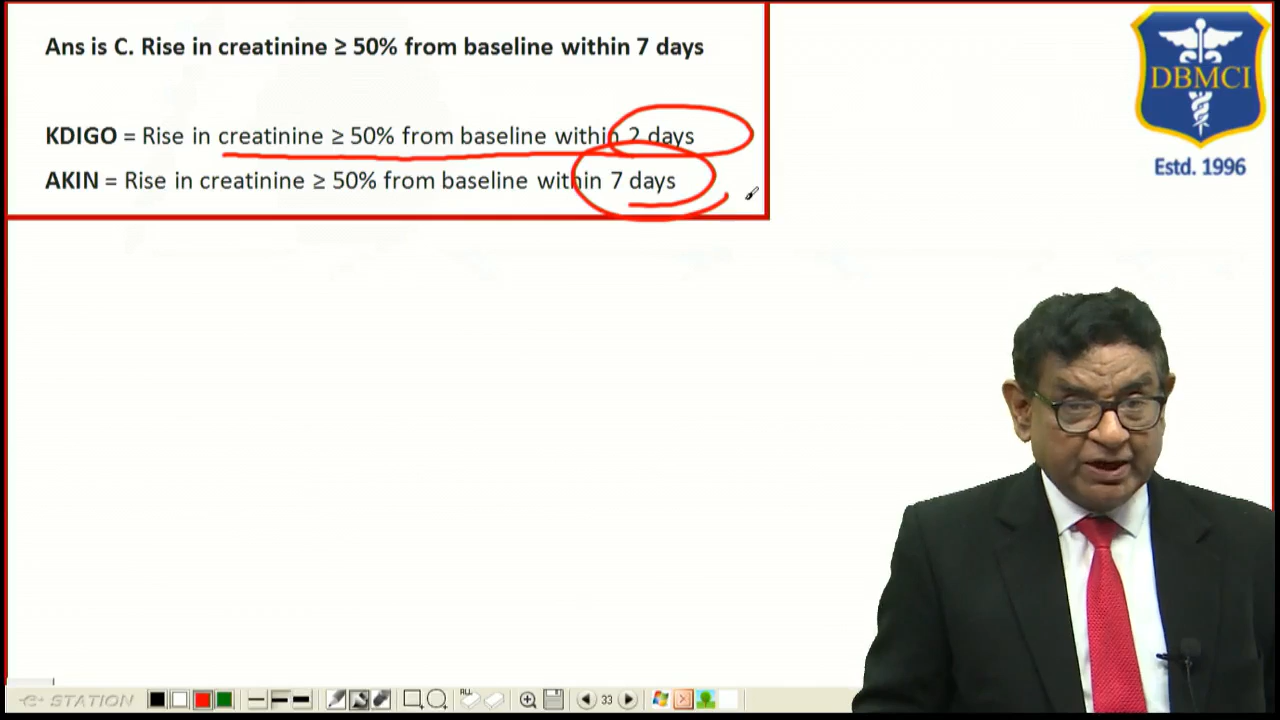 Ans is C. Rise in creatinine ≥ 50% from baseline within 7 days
KDIGO = Rise in creatinine ≥ 50% from baseline within 2 days
AKIN = Rise in creatinine ≥ 50% from baseline within 7 days
DBMCI
Estd. 1996
STATION
ALL
33